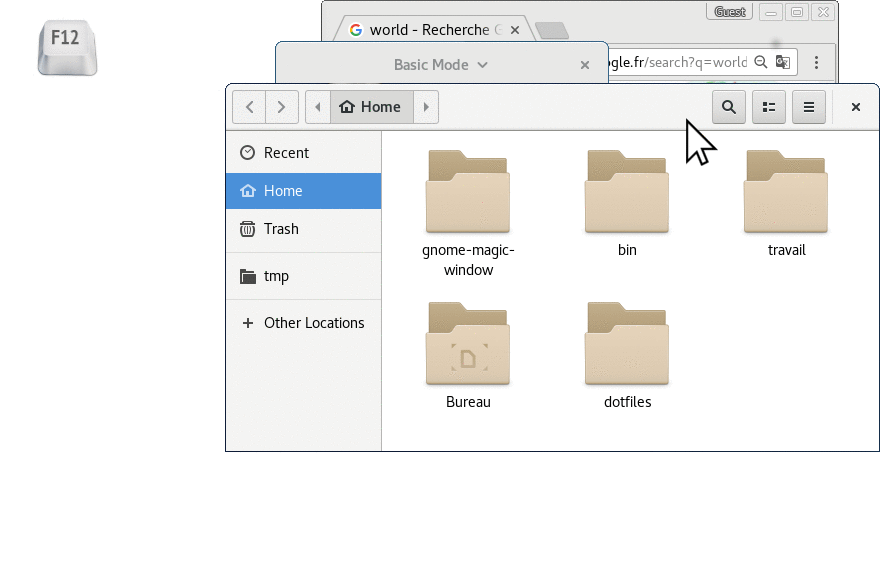 F12
Guest
world - Recherche G
Basic Mode
ogle.fr/search?q=world
Home
Recent
Home
Trash
tmp
Other Locations
gnome-magic-
window
bin
travail
Bureau
dotfiles